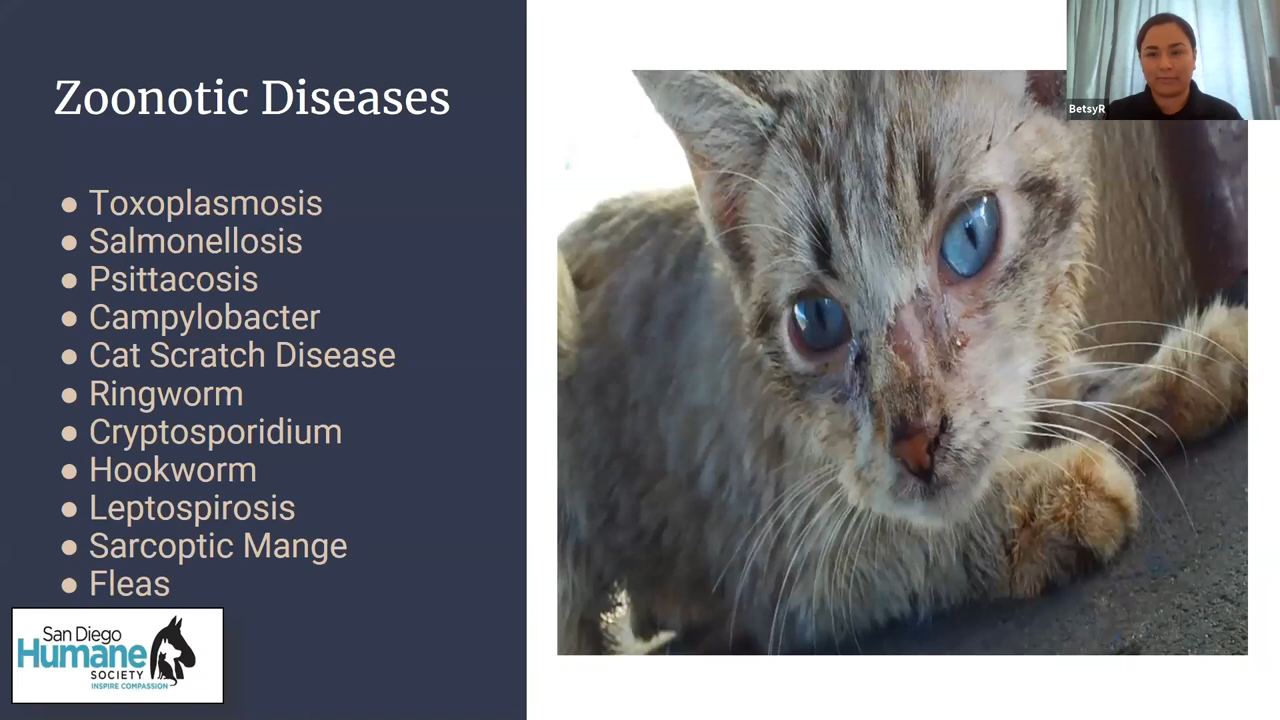 Zoonotic Diseases
BetsyR
● Toxoplasmosis
● Salmonellosis
● Psittacosis
● Campylobacter
● Cat Scratch Disease
● Ringworm
● Cryptosporidium
● Hookworm
● Leptospirosis
● Sarcoptic Mange
● Fleas
San Diego
Humane
SOCIETY
INSPIRE COMPASSION